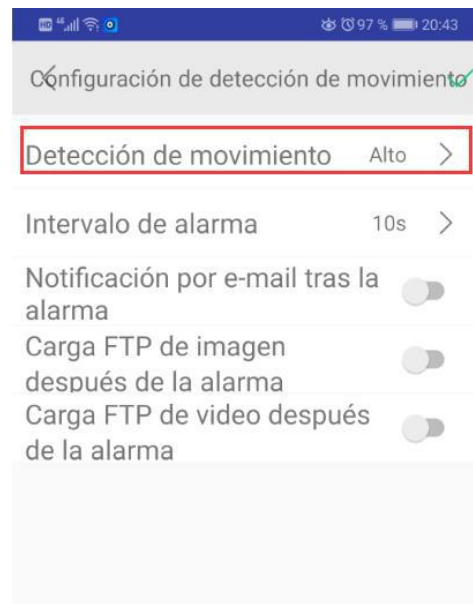 HD 4G 97 % 20:43
Configuración de detección de movimiento
Detección de movimiento Alto
Intervalo de alarma 10s
Notificación por e-mail tras la
alarma
Carga FTP de imagen
después de la alarma
Carga FTP de video después
de la alarma